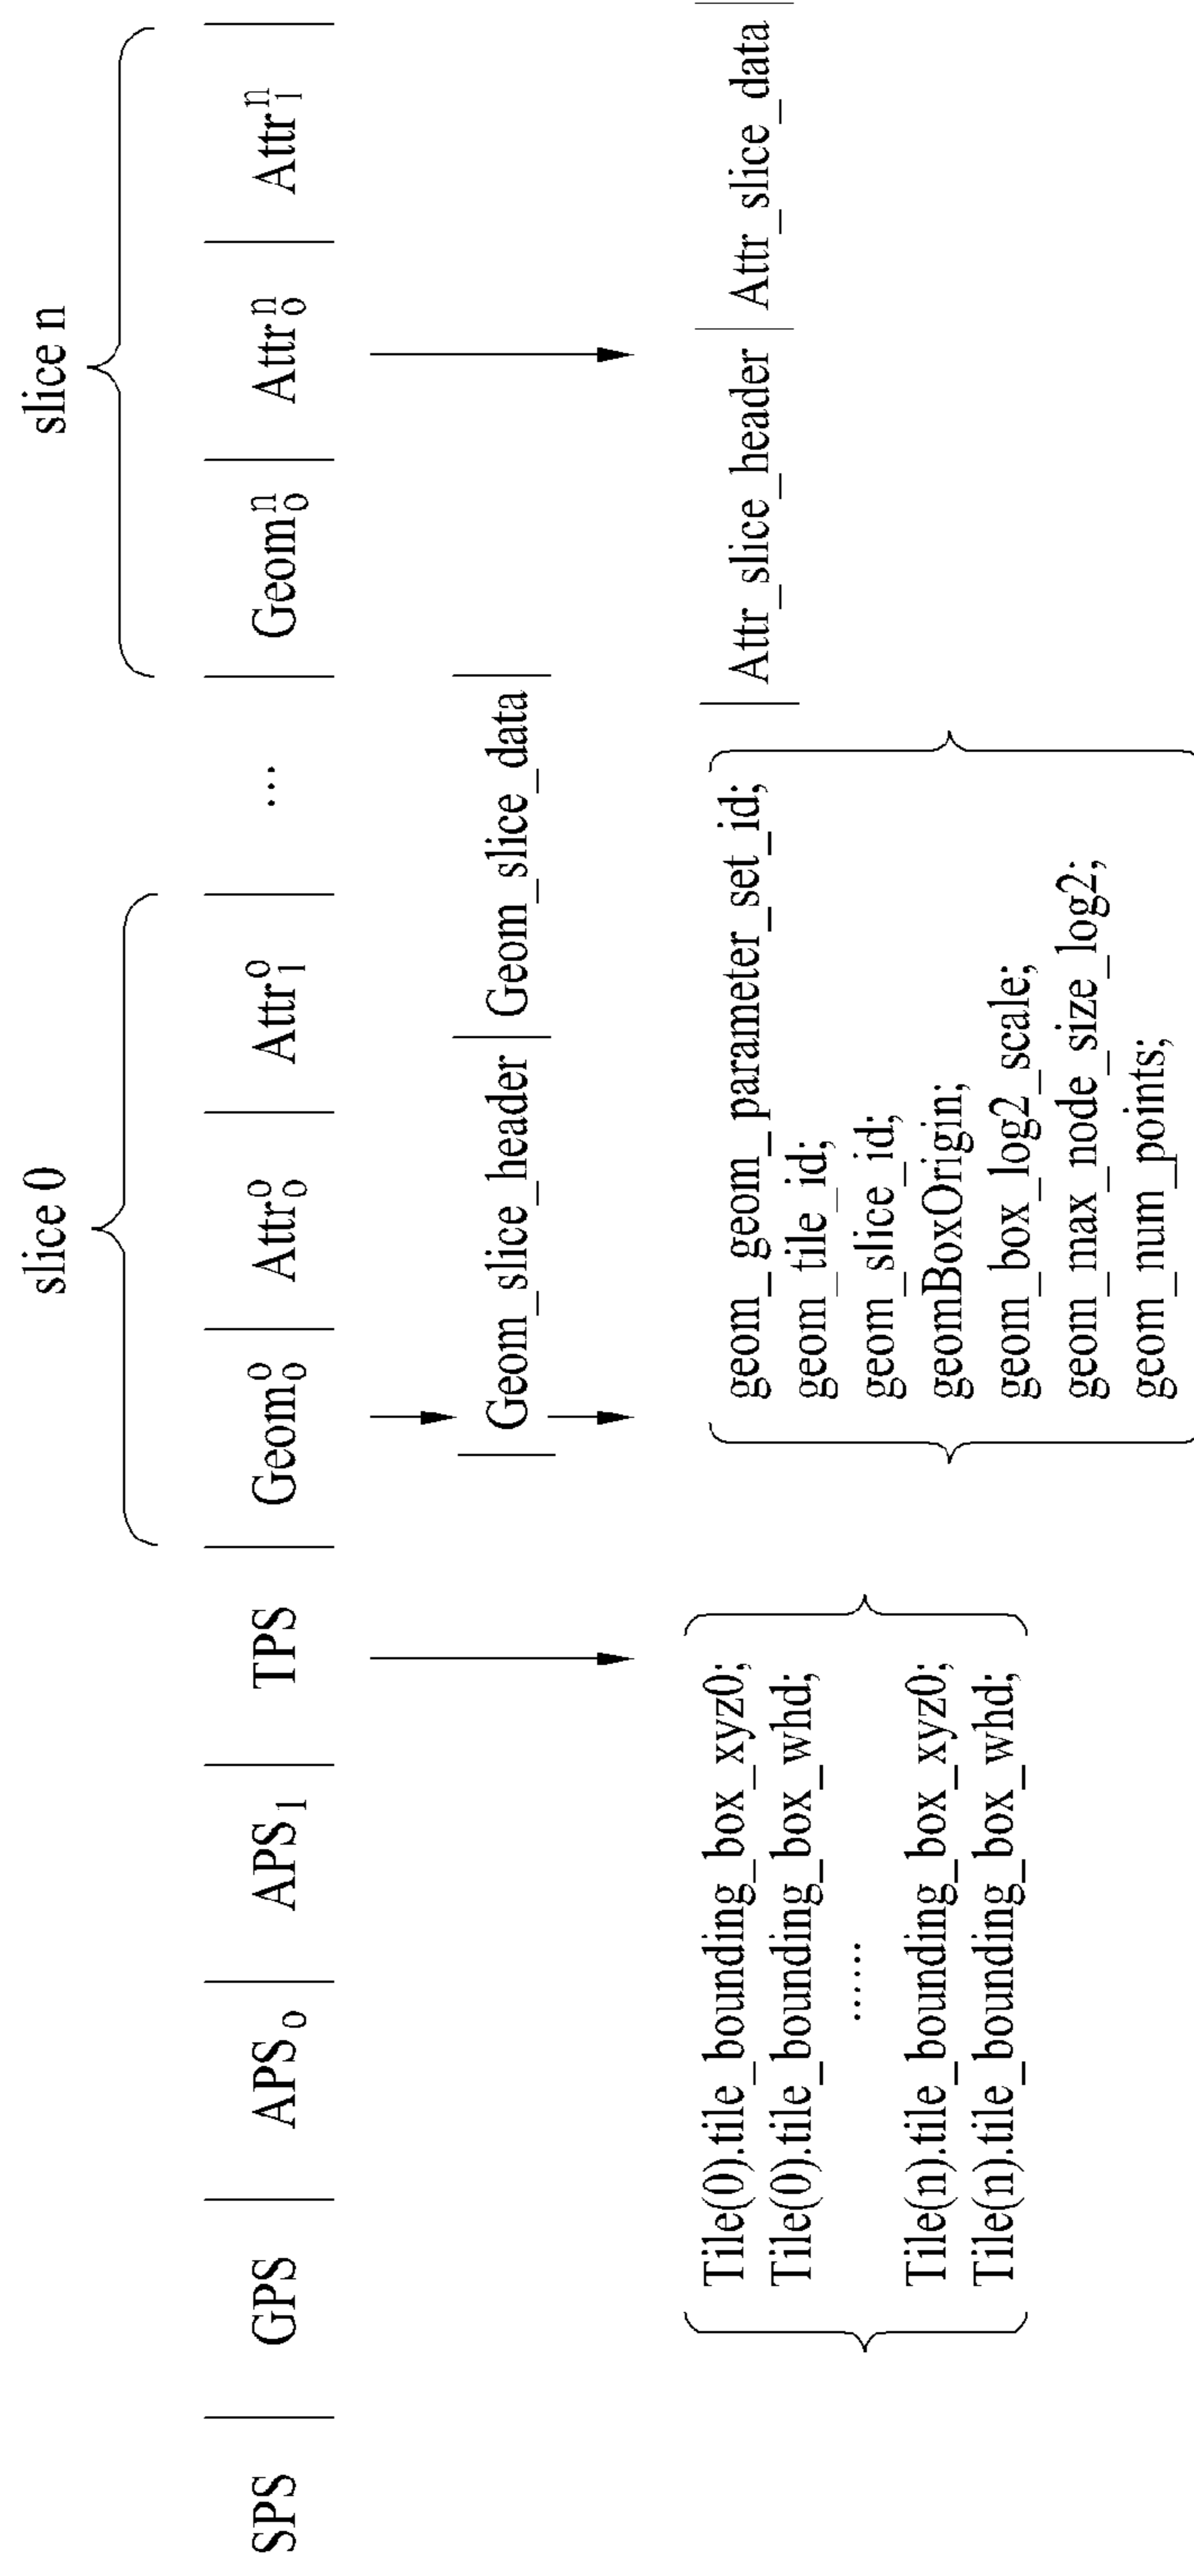 slice 0
slice n
SPS | GPS | APS₀ | APS₁ | TPS | Geom₀⁰ | Attr₀⁰ | Attr₁⁰ | ... | Geom₀ⁿ | Attr₀ⁿ | Attr₁ⁿ |
| Geom_slice_header | Geom_slice_data |
Tile(0).tile_bounding_box_xyz0;
Tile(0).tile_bounding_box_whd;
......
Tile(n).tile_bounding_box_xyz0;
Tile(n).tile_bounding_box_whd;
geom_geom_parameter_set_id;
geom_tile_id;
geom_slice_id;
geomBoxOrigin;
geom_box_log2_scale;
geom_max_node_size_log2;
geom_num_points;
| Attr_slice_header | Attr_slice_data |